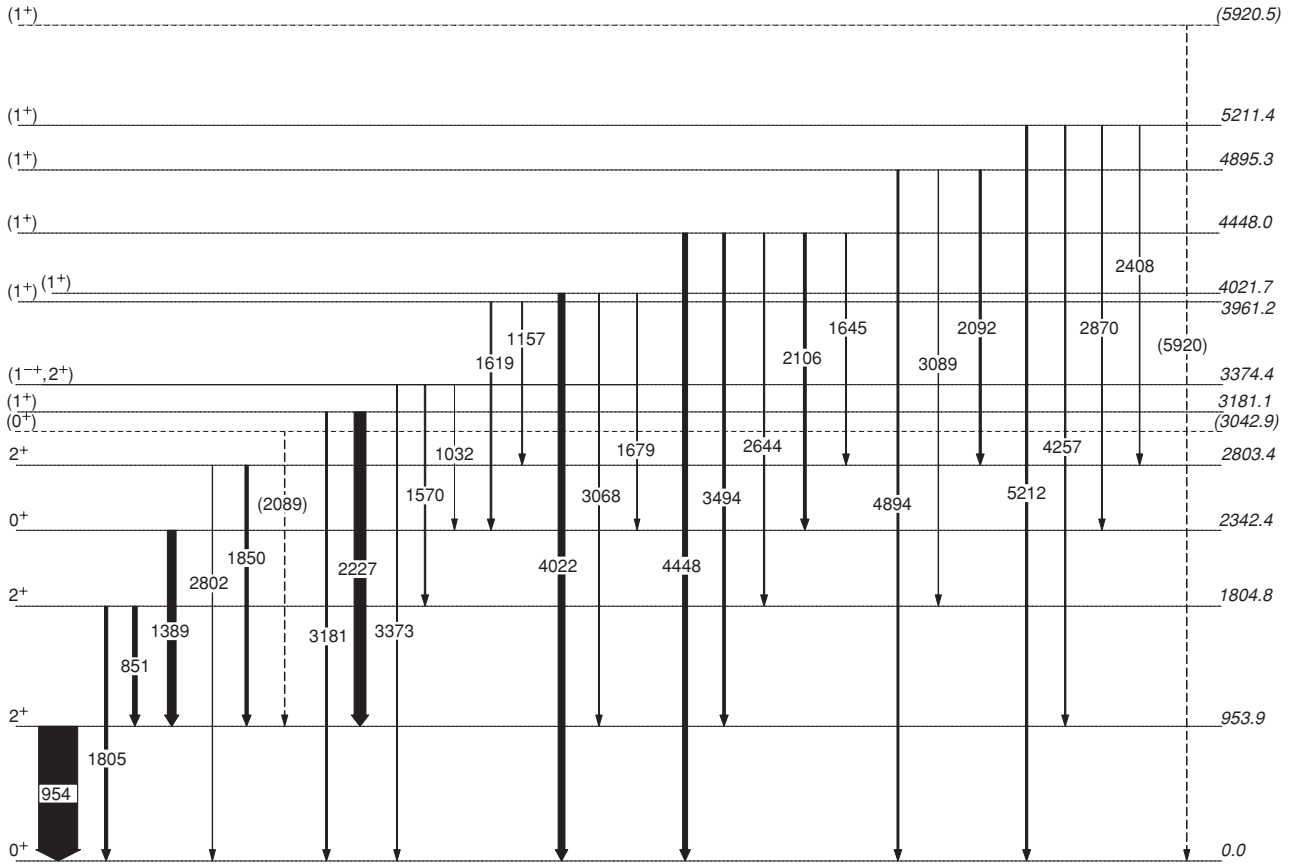 (1⁺) (5920.5)
(1⁺) 5211.4
(1⁺) 4895.3
(1⁺) 4448.0
2408
(1⁺) (1⁺) 4021.7
3961.2
1157 1645 2092 2870
1619 2106 3089 (5920)
(1⁻⁺,2⁺) 3374.4
(1⁺) 3181.1
(0⁺) (3042.9)
1032 1679 2644 4257
2⁺ 2803.4
(2089) 1570 3068 3494 4894 5212
0⁺ 2342.4
2802 1850 2227 4022 4448
2⁺ 1804.8
851 1389 3181 3373
2⁺ 953.9
954 1805
0⁺ 0.0